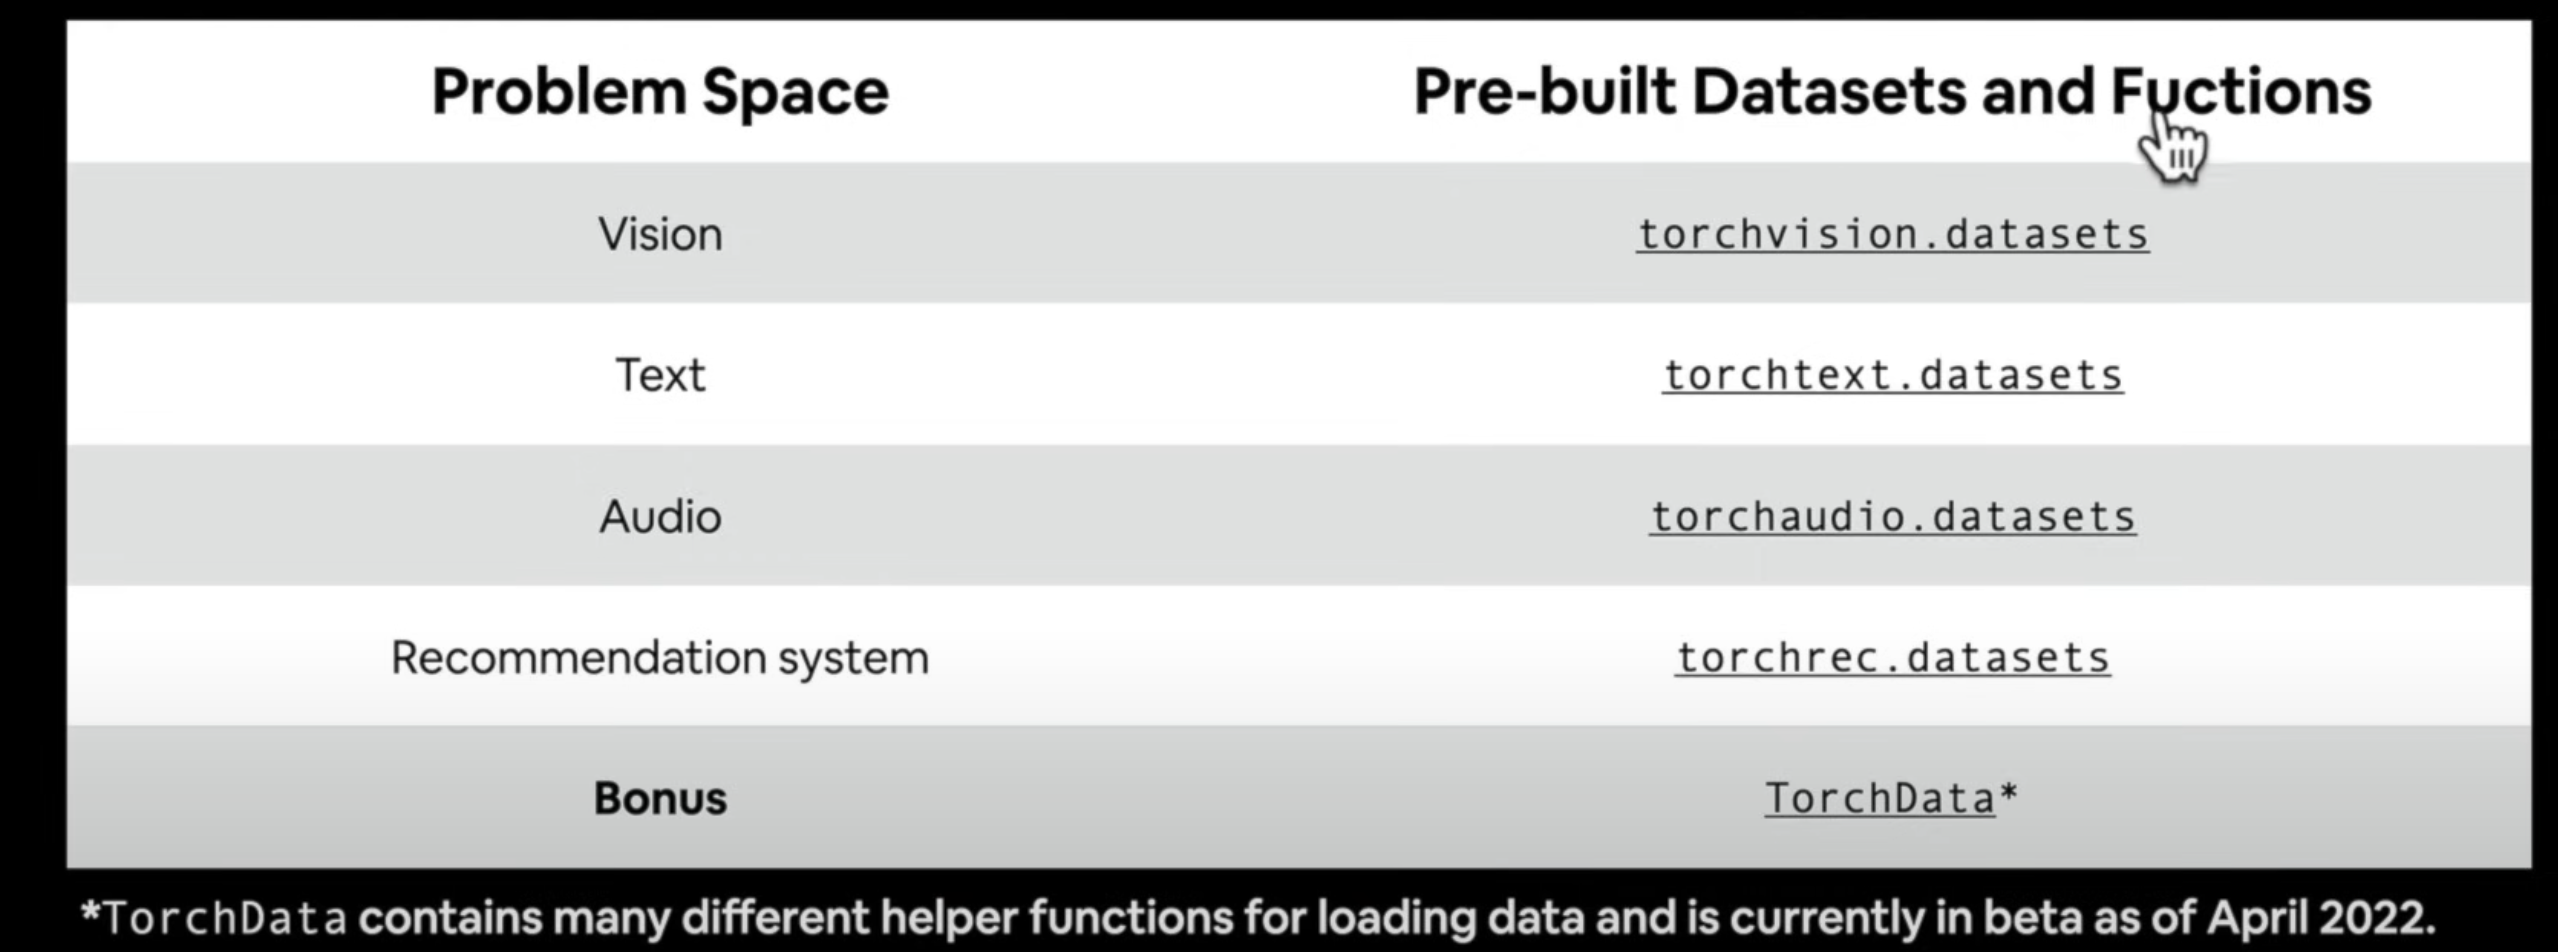 Problem Space Pre-built Datasets and Fuctions
Vision torchvision.datasets
Text torchtext.datasets
Audio torchaudio.datasets
Recommendation system torchrec.datasets
Bonus TorchData*
*TorchData contains many different helper functions for loading data and is currently in beta as of April 2022.